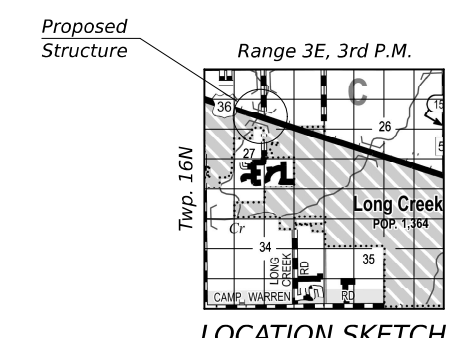 Proposed
Structure
Range 3E, 3rd P.M.
Twp. 16N
C
36
15
26
5
27
Long Creek
POP. 1,364
Cr
34
35
LONG
CREEK
RD
CAMP WARREN
RD
LOCATION SKETCH